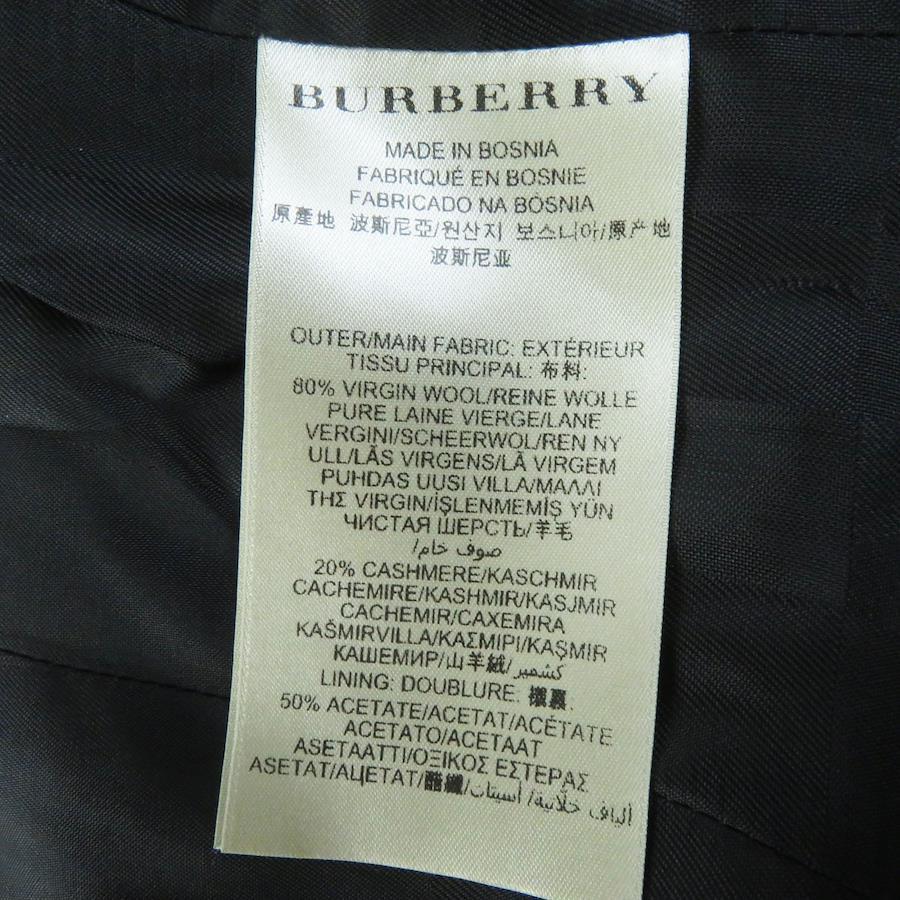 BURBERRY
MADE IN BOSNIA
FABRIQUÉ EN BOSNIE
FABRICADO NA BOSNIA
原產地 波斯尼亞/원산지 보스니아/原产地
波斯尼亚
OUTER/MAIN FABRIC: EXTÉRIEUR
TISSU PRINCIPAL: 布料:
80% VIRGIN WOOL/REINE WOLLE
PURE LAINE VIERGE/LANE
VERGINI/SCHEERWOL/REN NY
ULL/LÃS VIRGENS/LÃ VIRGEM
PUHDAS UUSI VILLA/ΜΑΛΛΙ
ΤΗΣ VIRGIN/İŞLENMEMİŞ YÜN
ЧИСТАЯ ШЕРСТЬ/羊毛
صوف خام/
20% CASHMERE/KASCHMIR
CACHEMIRE/KASHMIR/KASJMIR
CACHEMIR/CAXEMIRA
KAŠMIRVILLA/ΚΑΣΜΙΡΙ/KAŞMIR
КАШЕМИР/山羊絨/كشمير
LINING: DOUBLURE: 襯裏:
50% ACETATE/ACETAT/ACÉTATE
ACETATO/ACETAAT
ASETAATTI/ΟΞΙΚΟΣ ΕΣΤΕΡΑΣ
ASETAT/АЦЕТАТ/醋纖/ألياف خلّانية/ أسيتات